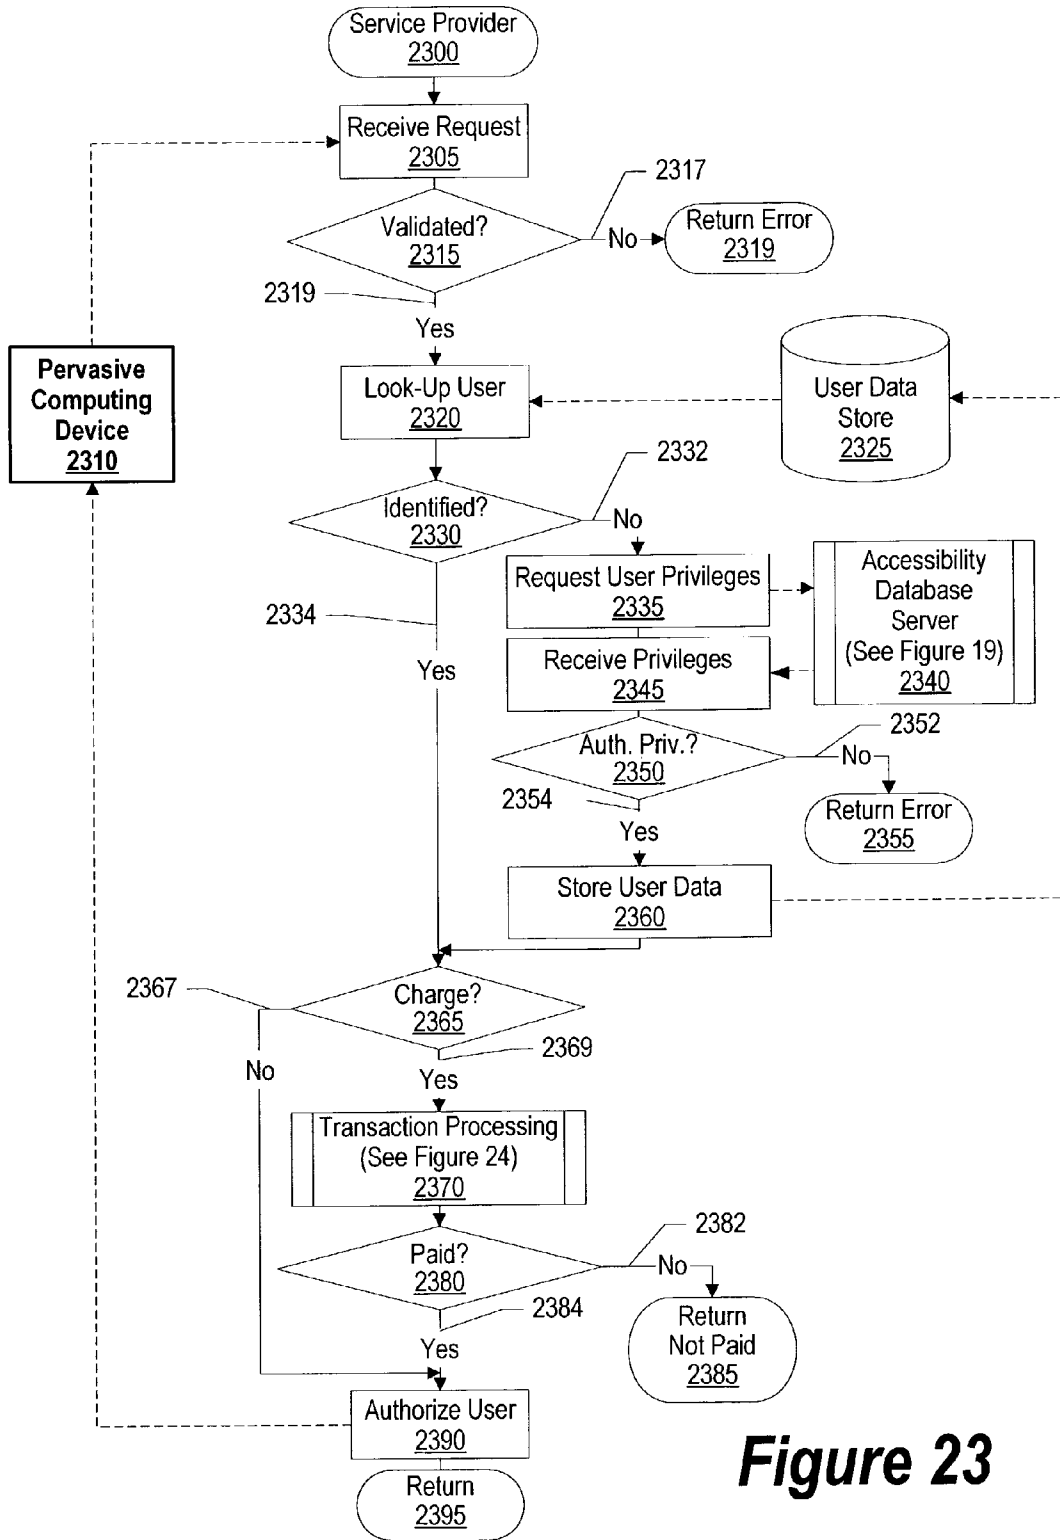 Service Provider
2300
Receive Request
2305
2317
Validated?
2315
No
Return Error
2319
2319
Yes
Pervasive
Computing
Device
2310
Look-Up User
2320
User Data
Store
2325
2332
Identified?
2330
No
2334
Yes
Request User Privileges
2335
Accessibility
Database
Server
(See Figure 19)
2340
Receive Privileges
2345
2352
Auth. Priv.?
2350
No
2354
Yes
Return Error
2355
Store User Data
2360
2367
Charge?
2365
2369
No
Yes
Transaction Processing
(See Figure 24)
2370
2382
Paid?
2380
No
2384
Yes
Return
Not Paid
2385
Authorize User
2390
Return
2395
Figure 23